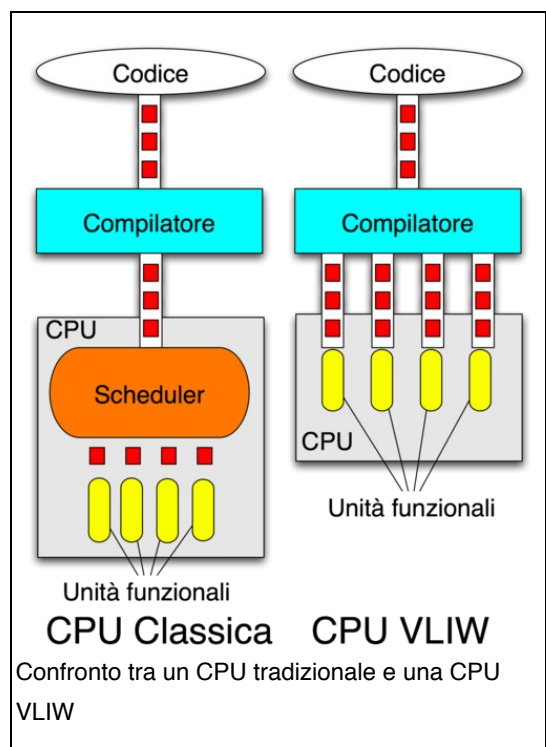 Codice
Codice
Compilatore
Compilatore
CPU
Scheduler
CPU
Unità funzionali
Unità funzionali
CPU Classica
CPU VLIW
Confronto tra un CPU tradizionale e una CPU
VLIW